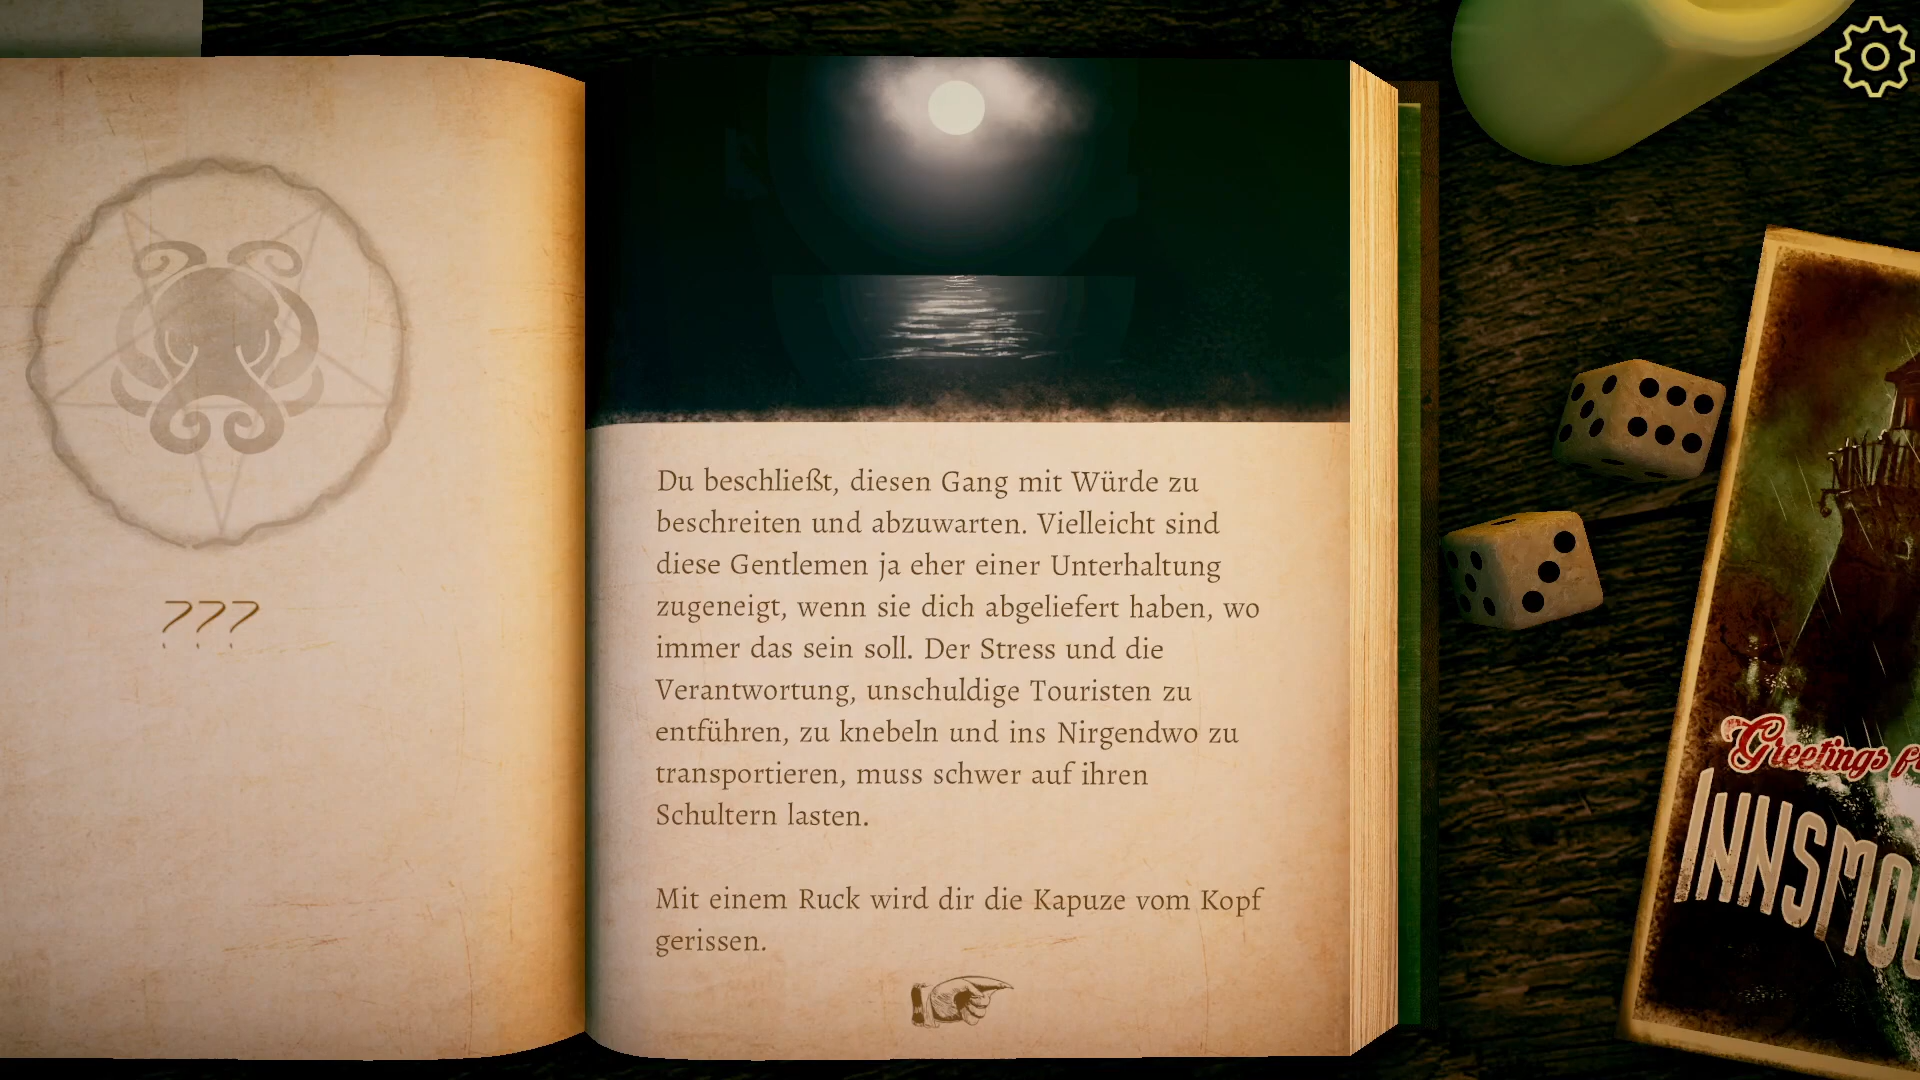 ???
Du beschließt, diesen Gang mit Würde zu
beschreiten und abzuwarten. Vielleicht sind
diese Gentlemen ja eher einer Unterhaltung
zugeneigt, wenn sie dich abgeliefert haben, wo
immer das sein soll. Der Stress und die
Verantwortung, unschuldige Touristen zu
entführen, zu knebeln und ins Nirgendwo zu
transportieren, muss schwer auf ihren
Schultern lasten.
Mit einem Ruck wird dir die Kapuze vom Kopf
gerissen.
Greetings